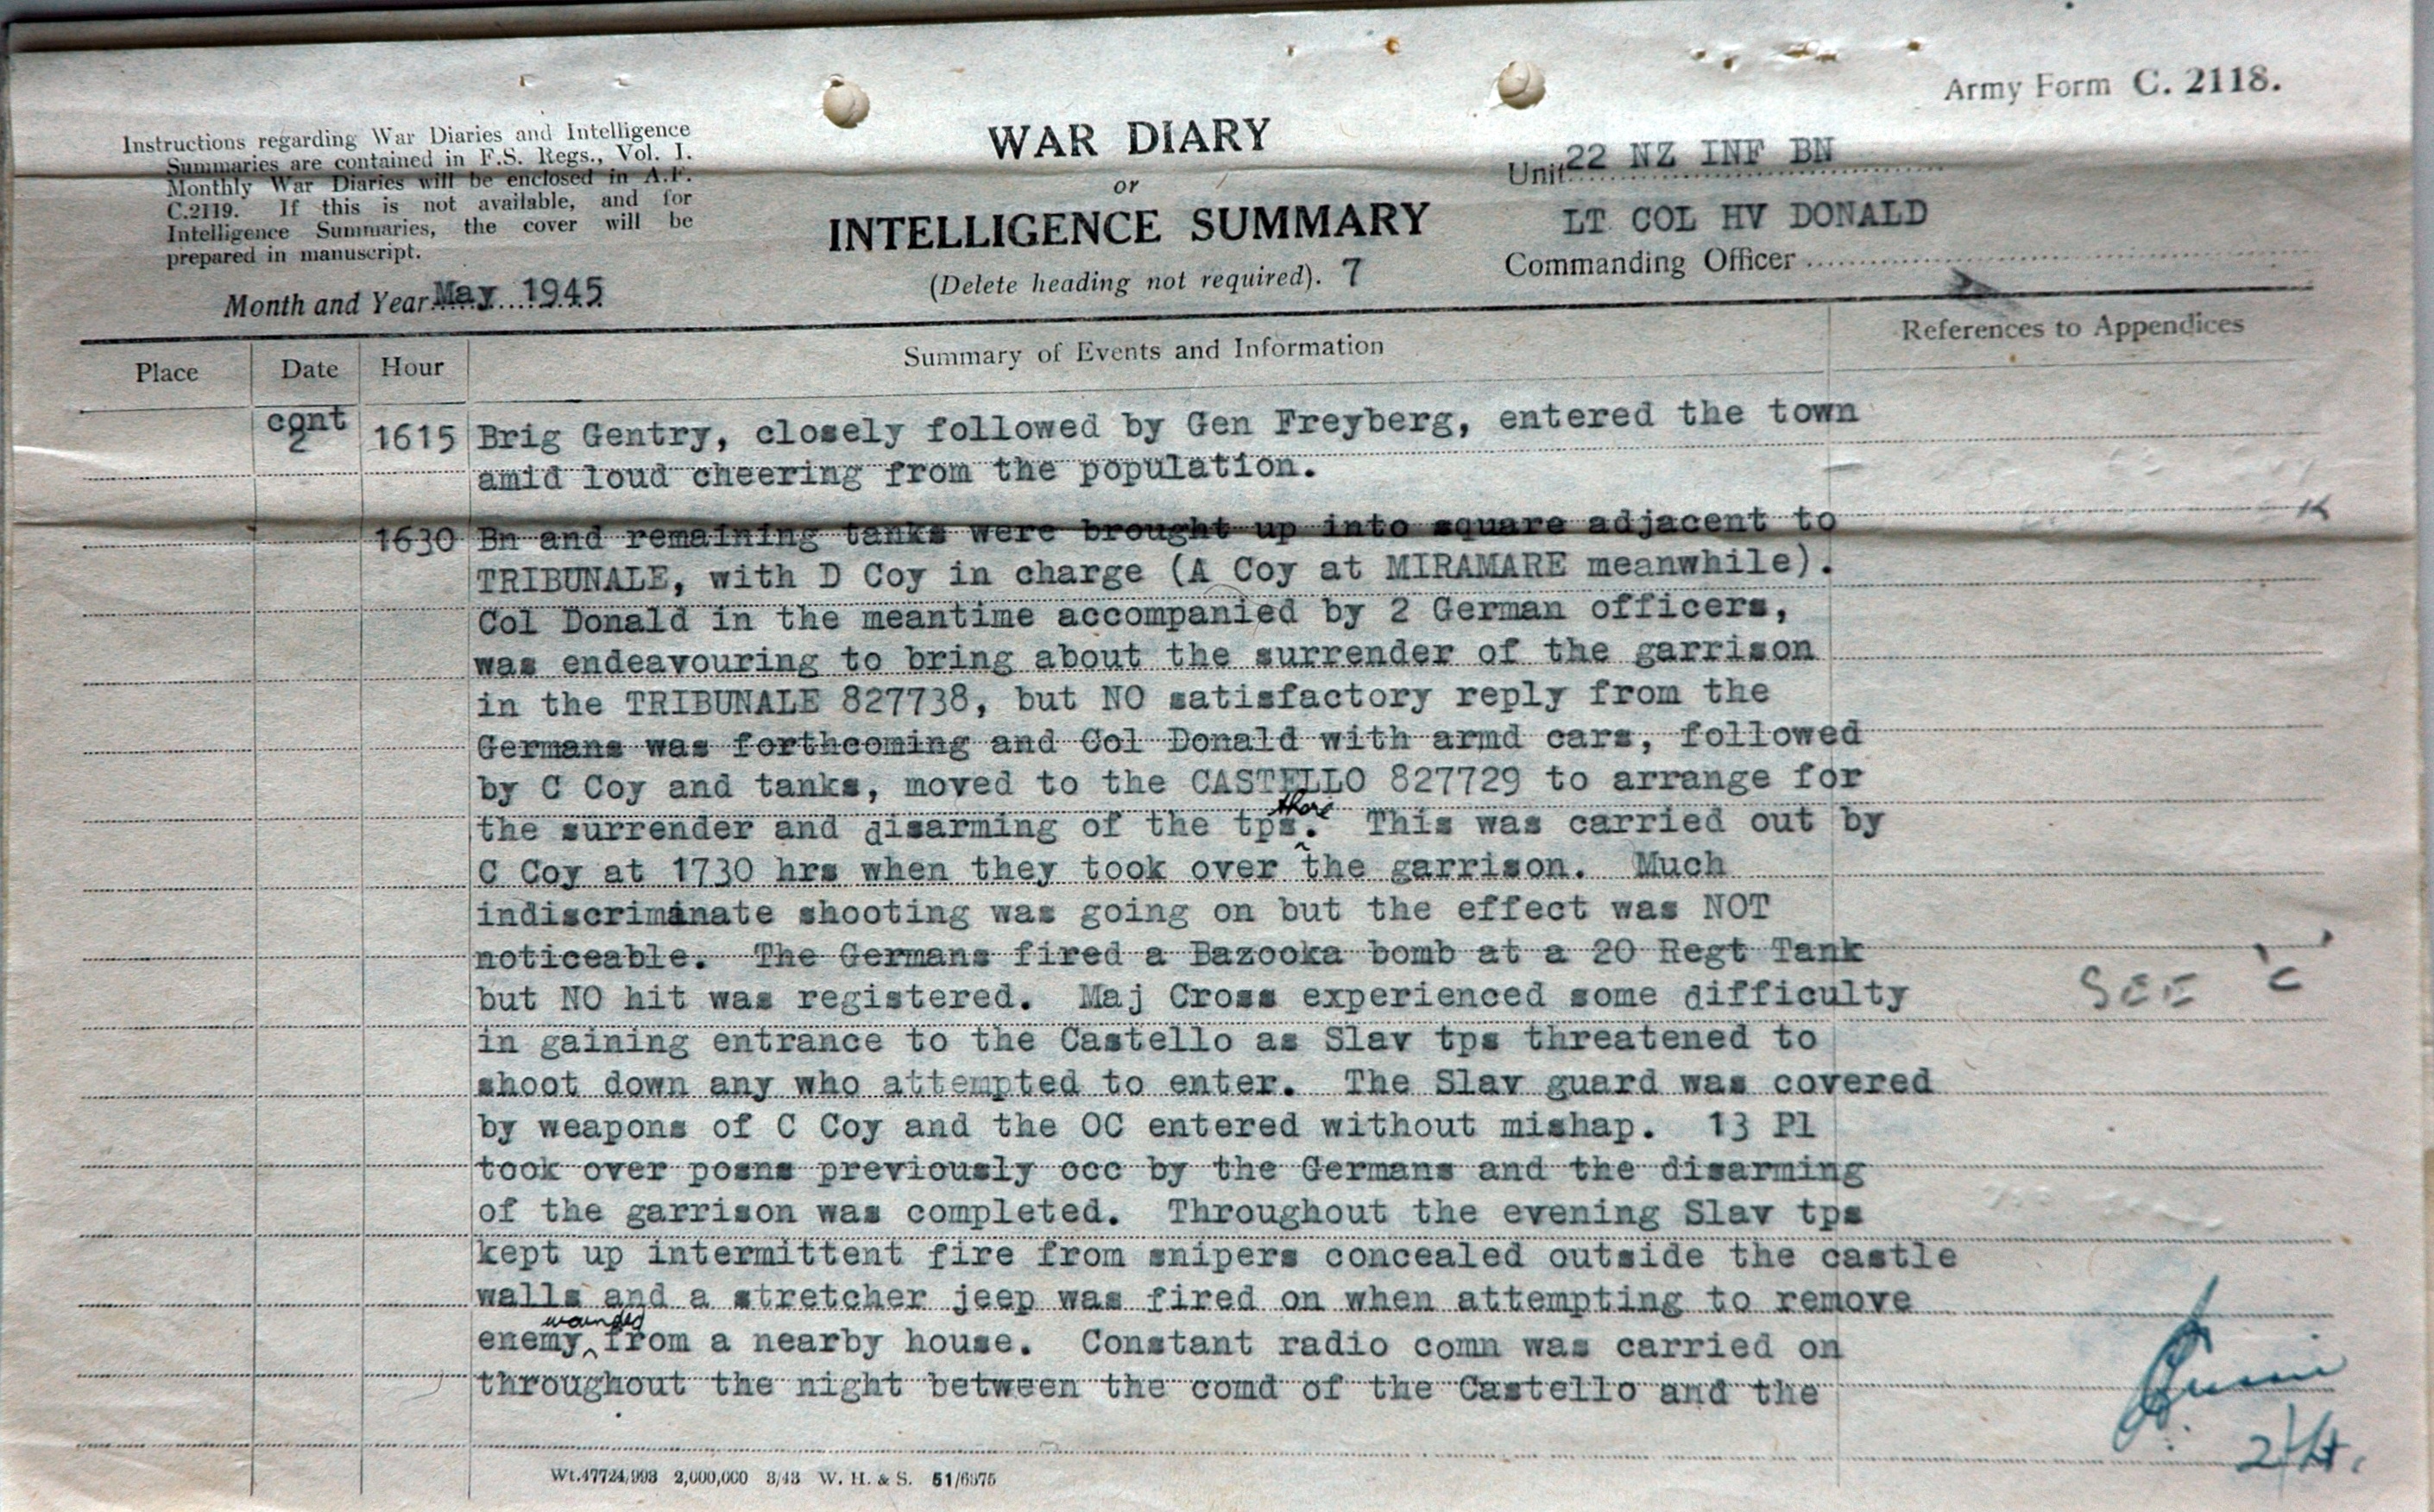 Army Form C. 2118.
Instructions regarding War Diaries and Intelligence
Summaries are contained in F.S. Regs., Vol. I.
Monthly War Diaries will be enclosed in A.F.
C.2119. If this is not available, and for
Intelligence Summaries, the cover will be
prepared in manuscript.
Month and Year May 1945
WAR DIARY
or
INTELLIGENCE SUMMARY
(Delete heading not required). 7
Unit 22 NZ INF BN
LT COL HV DONALD
Commanding Officer
Place Date Hour Summary of Events and Information References to Appendices
cont
2 1615 Brig Gentry, closely followed by Gen Freyberg, entered the town
amid loud cheering from the population.
1630 Bn and remaining tanks were brought up into square adjacent to
TRIBUNALE, with D Coy in charge (A Coy at MIRAMARE meanwhile).
Col Donald in the meantime accompanied by 2 German officers,
was endeavouring to bring about the surrender of the garrison
in the TRIBUNALE 827738, but NO satisfactory reply from the
Germans was forthcoming and Col Donald with armd cars, followed
by C Coy and tanks, moved to the CASTELLO 827729 to arrange for
the surrender and disarming of the tps there. This was carried out by
C Coy at 1730 hrs when they took over the garrison. Much
indiscriminate shooting was going on but the effect was NOT
noticeable. The Germans fired a Bazooka bomb at a 20 Regt Tank
but NO hit was registered. Maj Cross experienced some difficulty
SEE 'C'
in gaining entrance to the Castello as Slav tps threatened to
shoot down any who attempted to enter. The Slav guard was covered
by weapons of C Coy and the OC entered without mishap. 13 Pl
took over posns previously occ by the Germans and the disarming
of the garrison was completed. Throughout the evening Slav tps
kept up intermittent fire from snipers concealed outside the castle
walls and a stretcher jeep was fired on when attempting to remove
enemy wounded from a nearby house. Constant radio comn was carried on
throughout the night between the comd of the Castello and the
Wt.47724/993 2,000,000 3/43 W. H. & S. 51/6375